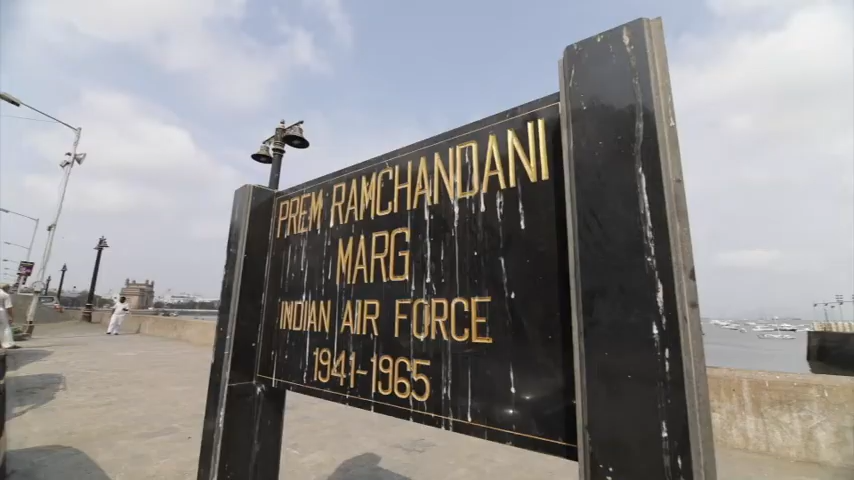 PREM RAMCHANDANI
MARG
INDIAN AIR FORCE
1941-1965